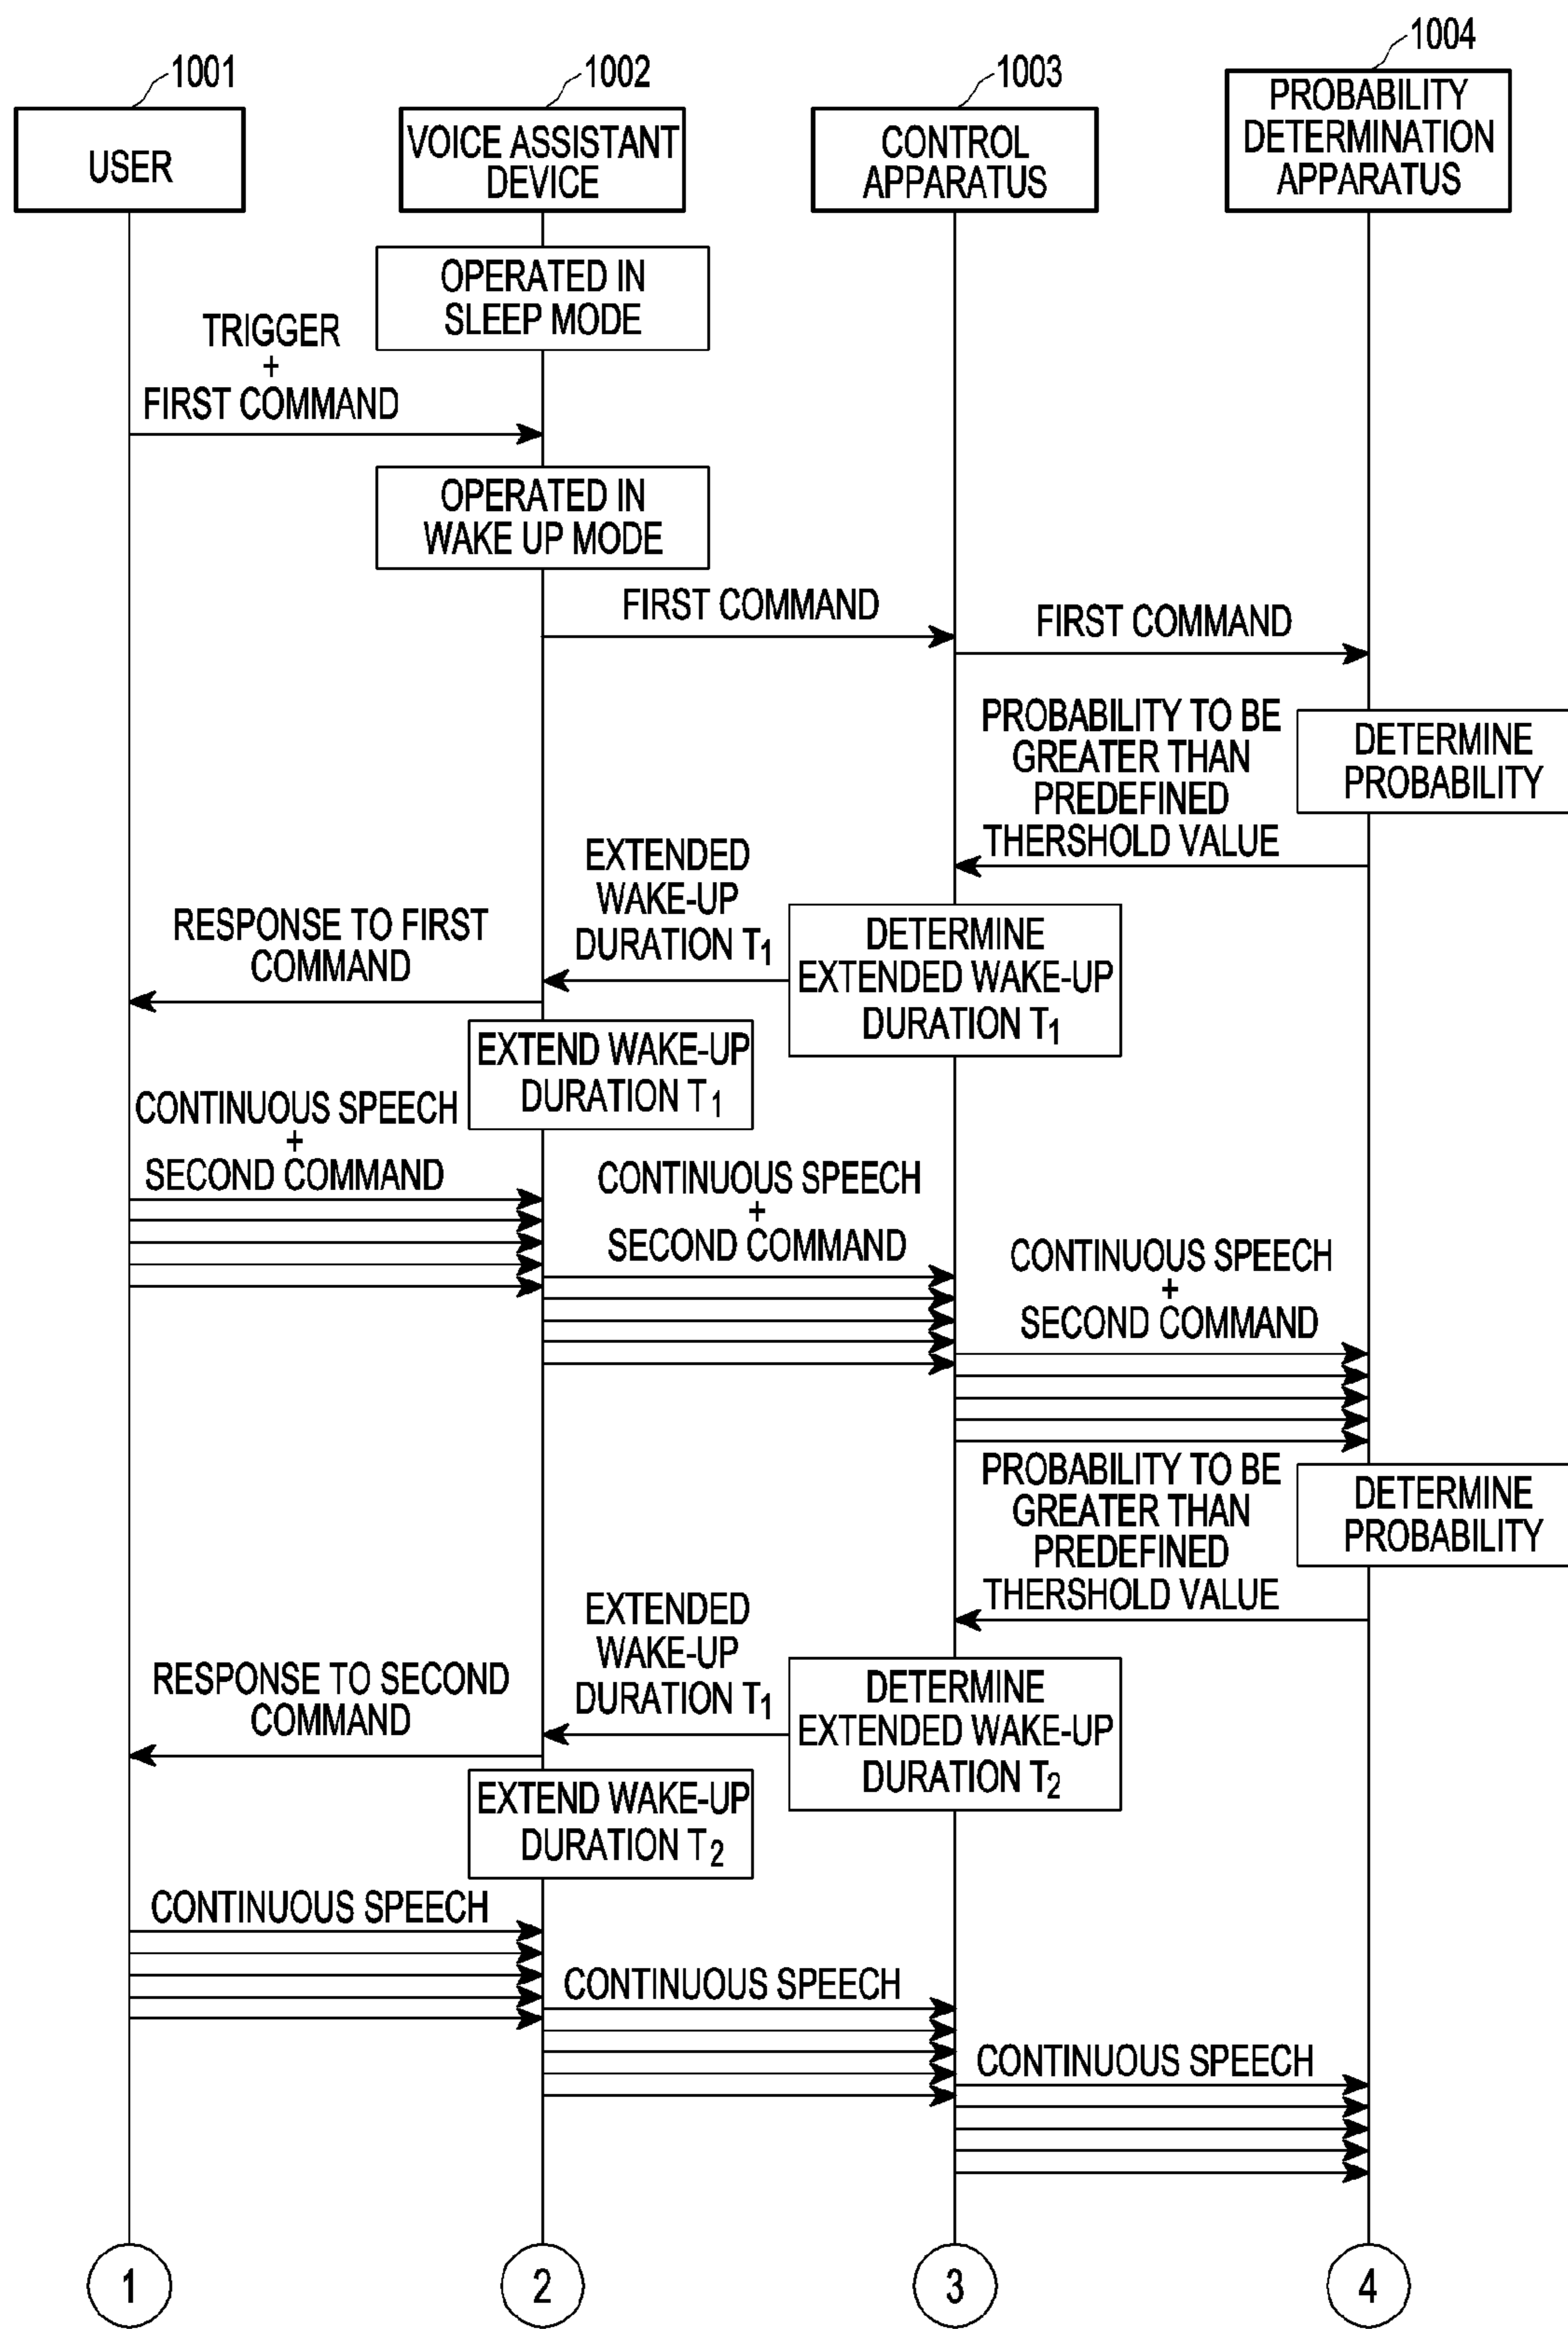 1001
1002
1003
1004
USER
VOICE ASSISTANT
DEVICE
CONTROL
APPARATUS
PROBABILITY
DETERMINATION
APPARATUS
OPERATED IN
SLEEP MODE
TRIGGER
+
FIRST COMMAND
OPERATED IN
WAKE UP MODE
FIRST COMMAND
FIRST COMMAND
PROBABILITY TO BE
GREATER THAN
PREDEFINED
THERSHOLD VALUE
DETERMINE
PROBABILITY
EXTENDED
WAKE-UP
DURATION T1
DETERMINE
EXTENDED WAKE-UP
DURATION T1
RESPONSE TO FIRST
COMMAND
EXTEND WAKE-UP
DURATION T1
CONTINUOUS SPEECH
+
SECOND COMMAND
CONTINUOUS SPEECH
+
SECOND COMMAND
CONTINUOUS SPEECH
+
SECOND COMMAND
PROBABILITY TO BE
GREATER THAN
PREDEFINED
THERSHOLD VALUE
DETERMINE
PROBABILITY
EXTENDED
WAKE-UP
DURATION T1
DETERMINE
EXTENDED WAKE-UP
DURATION T2
RESPONSE TO SECOND
COMMAND
EXTEND WAKE-UP
DURATION T2
CONTINUOUS SPEECH
CONTINUOUS SPEECH
CONTINUOUS SPEECH
1
2
3
4